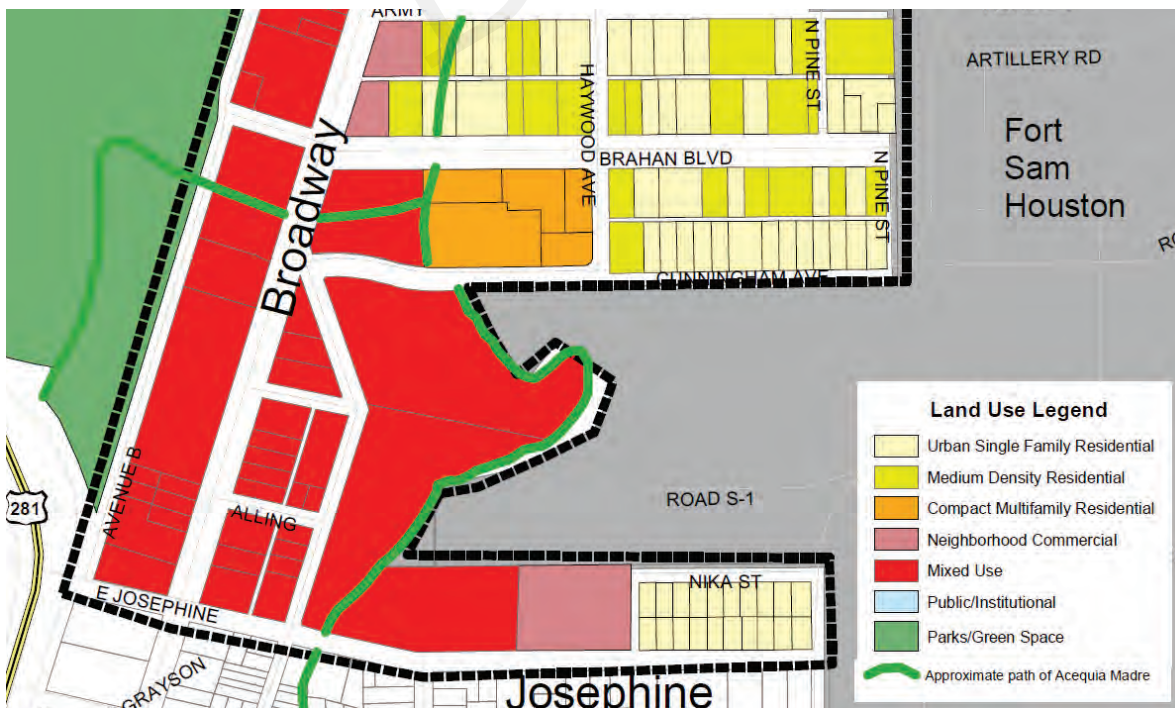 ARMY
N PINE ST
ARTILLERY RD
HAYWOOD AVE
Fort
Sam
Houston
Broadway
BRAHAN BLVD
N PINE ST
CUNNINGHAM AVE
Land Use Legend
Urban Single Family Residential
Medium Density Residential
Compact Multifamily Residential
Neighborhood Commercial
Mixed Use
Public/Institutional
Parks/Green Space
Approximate path of Acequia Madre
AVENUE B
281
ALLING
ROAD S-1
NIKA ST
E JOSEPHINE
GRAYSON
Josephine